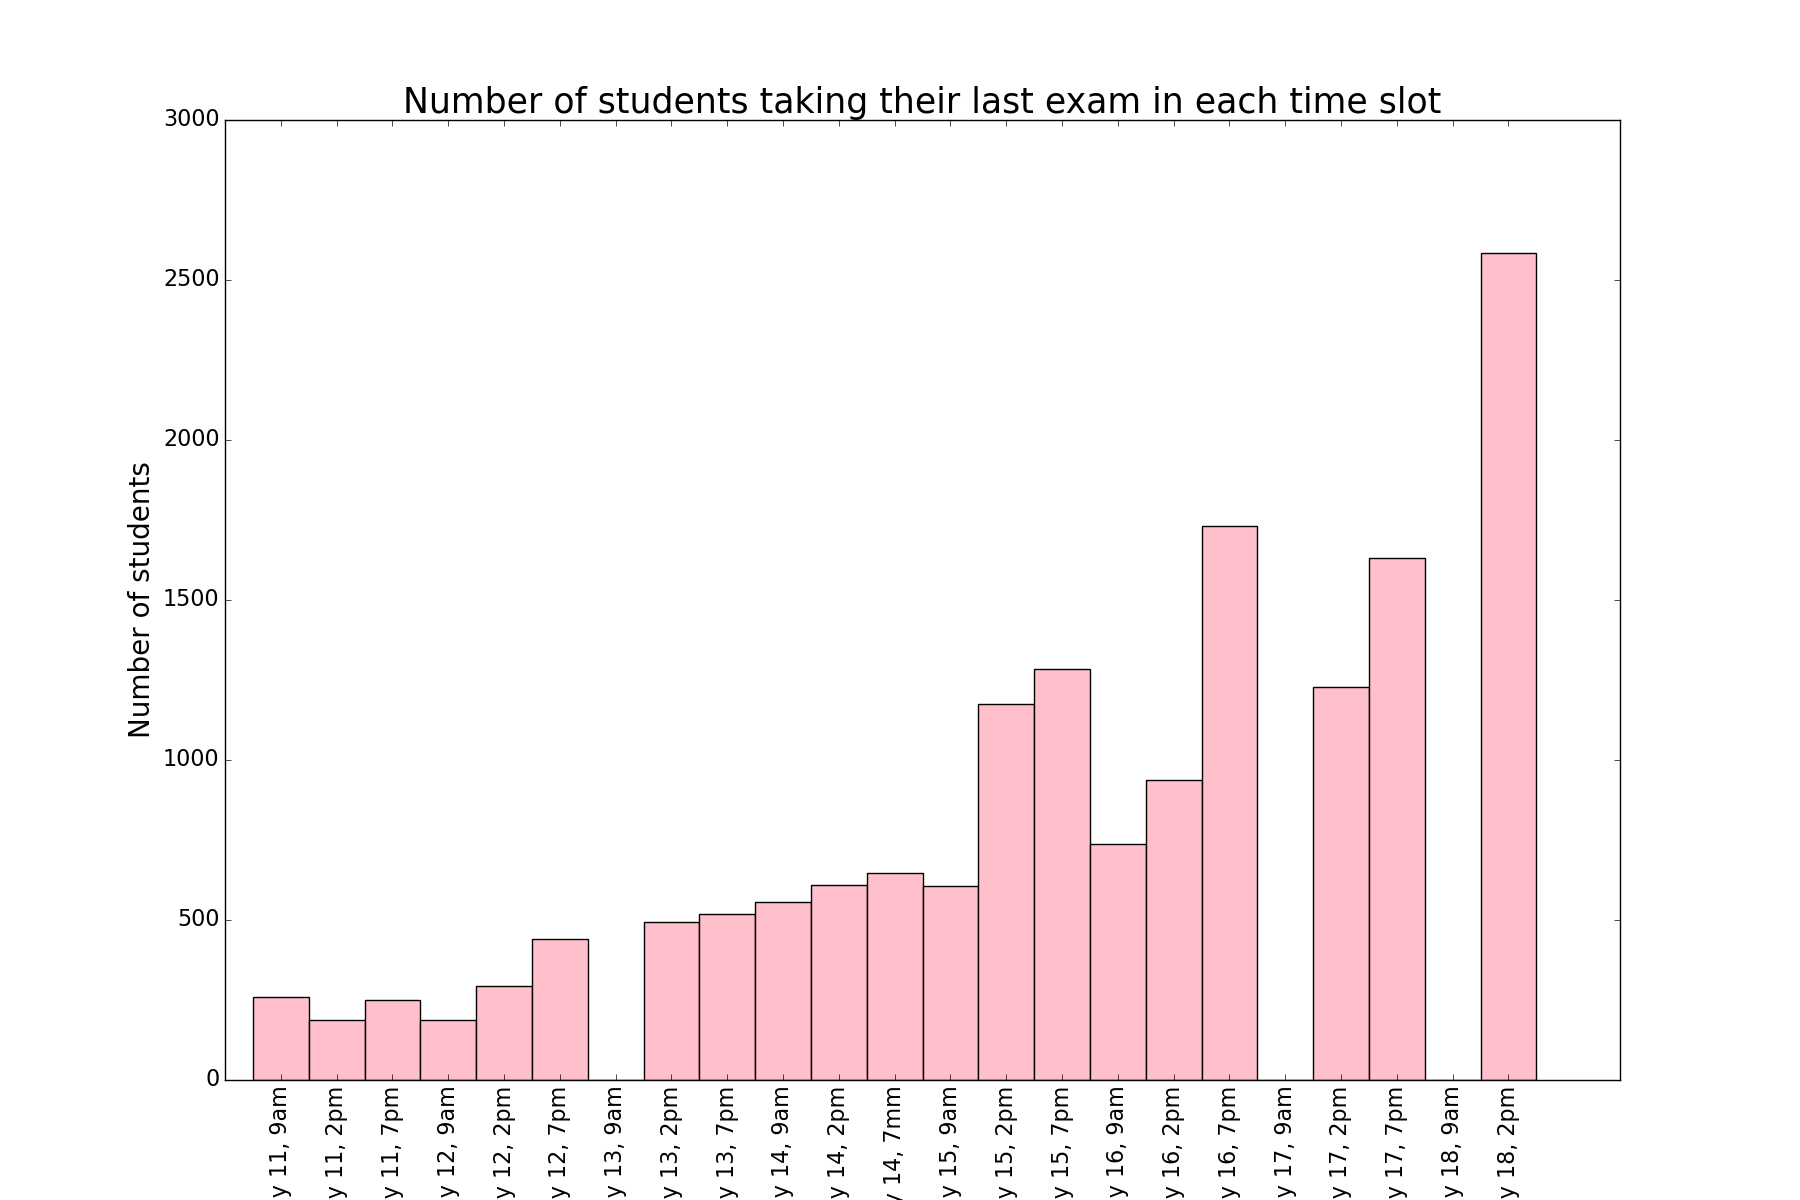 Number of students taking their last exam in each time slot
Number of students
3000
2500
2000
1500
1000
500
0
y 11, 9am
y 11, 2pm
y 11, 7pm
y 12, 9am
y 12, 2pm
y 12, 7pm
y 13, 9am
y 13, 2pm
y 13, 7pm
y 14, 9am
y 14, 2pm
y 14, 7mm
y 15, 9am
y 15, 2pm
y 15, 7pm
y 16, 9am
y 16, 2pm
y 16, 7pm
y 17, 9am
y 17, 2pm
y 17, 7pm
y 18, 9am
y 18, 2pm